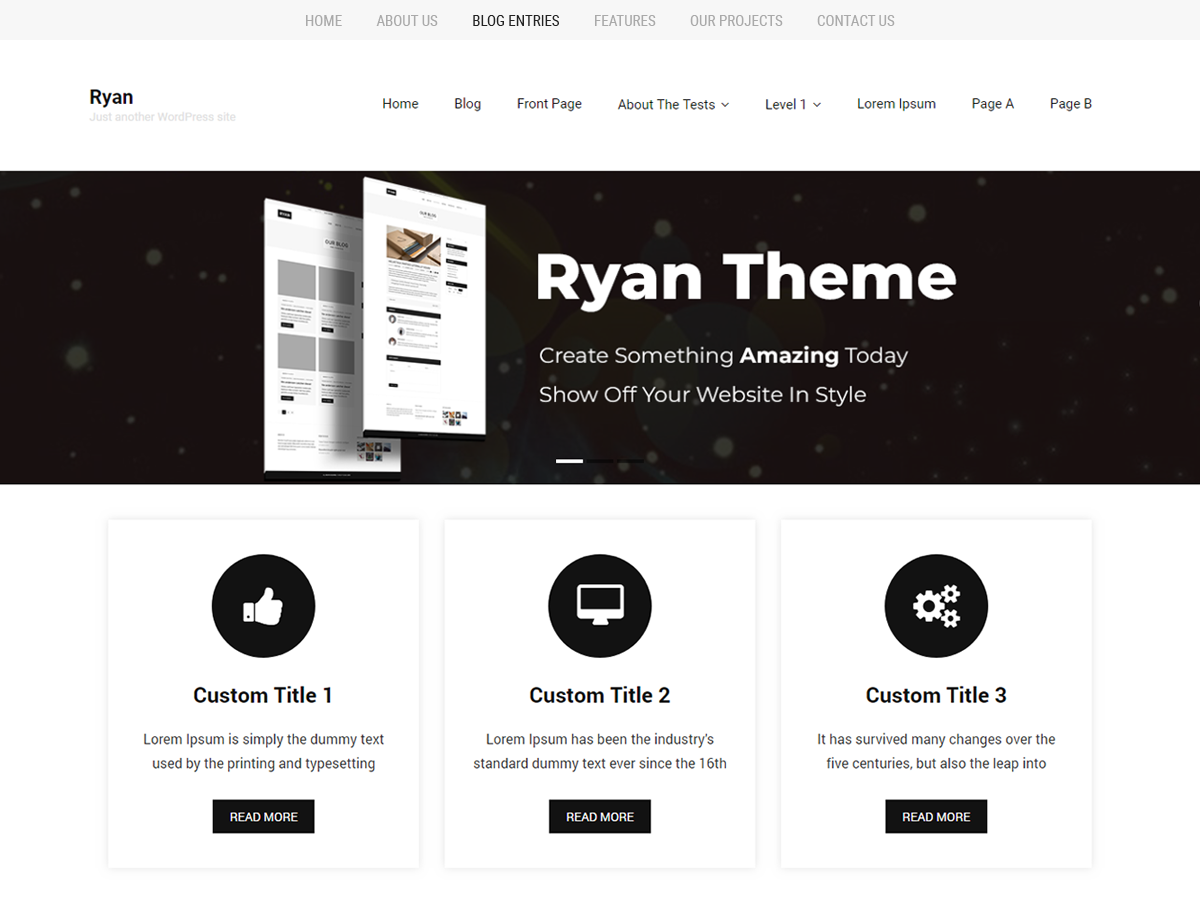 HOME ABOUT US BLOG ENTRIES FEATURES OUR PROJECTS CONTACT US
Ryan
Just another WordPress site
Home Blog Front Page About The Tests Level 1 Lorem Ipsum Page A Page B
RYAN
OUR BLOG
RYAN
OUR BLOG
Ryan Theme
Create Something Amazing Today
Show Off Your Website In Style
Custom Title 1
Lorem Ipsum is simply the dummy text
used by the printing and typesetting
READ MORE
Custom Title 2
Lorem Ipsum has been the industry's
standard dummy text ever since the 16th
READ MORE
Custom Title 3
It has survived many changes over the
five centuries, but also the leap into
READ MORE